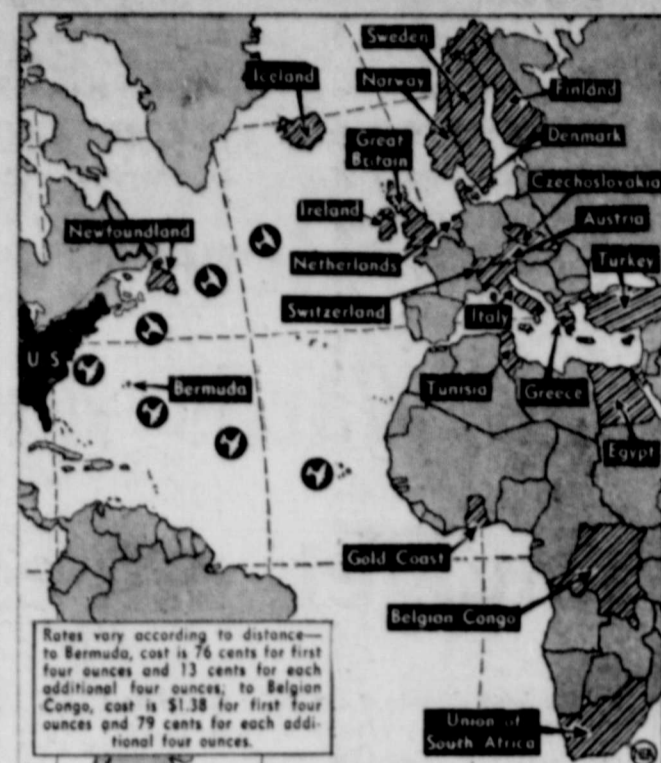 Sweden
Iceland
Norway
Finland
Great
Britain
Denmark
Czechoslovakia
Ireland
Austria
Newfoundland
Netherlands
Turkey
Switzerland
Italy
U S
Bermuda
Tunisia
Greece
Egypt
Gold Coast
Belgian Congo
Rates vary according to distance—
to Bermuda, cost is 76 cents for first
four ounces and 13 cents for each
additional four ounces; to Belgian
Congo, cost is $1.38 for first four
ounces and 79 cents for each addi-
tional four ounces.
Union of
South Africa
NEA